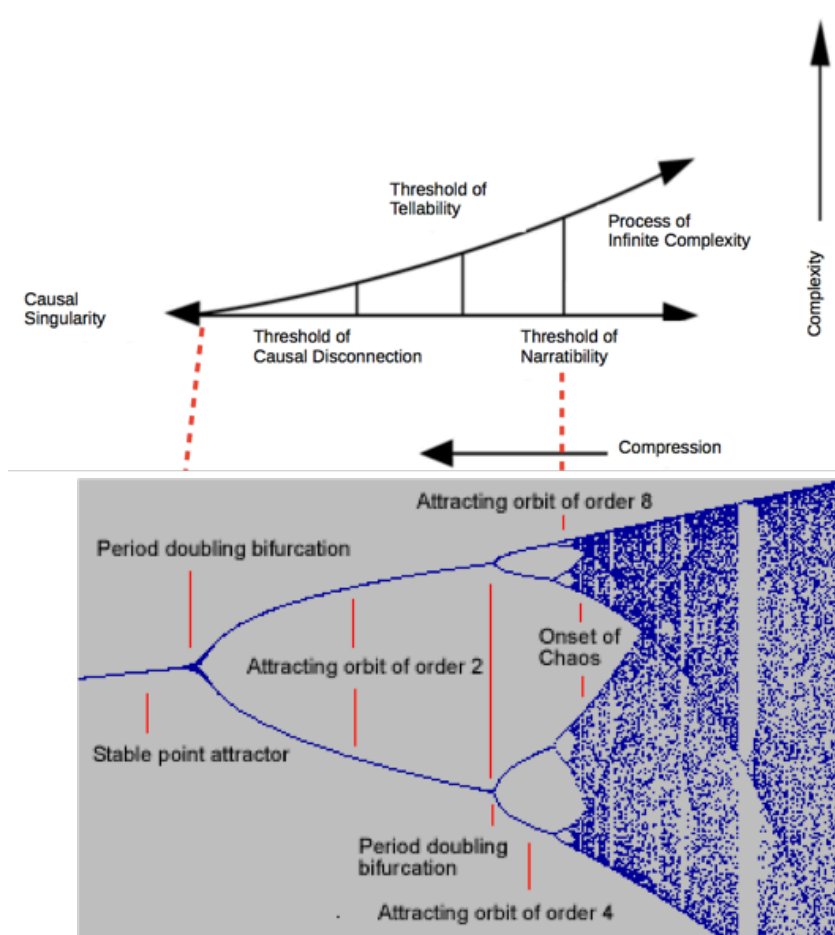 Threshold of
Tellability
Process of
Infinite Complexity
Complexity
Causal
Singularity
Threshold of
Causal Disconnection
Threshold of
Narratibility
Compression
Attracting orbit of order 8
Period doubling bifurcation
Onset of
Chaos
Attracting orbit of order 2
Stable point attractor
Period doubling
bifurcation
Attracting orbit of order 4